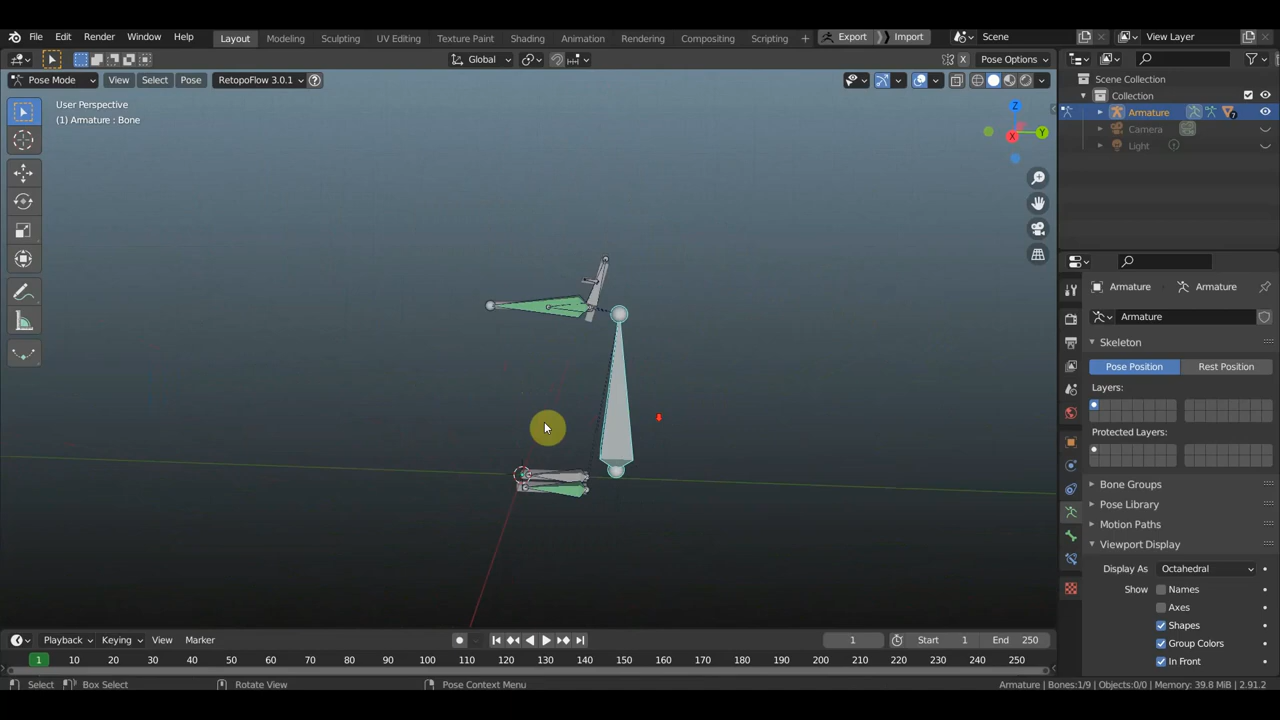 File Edit Render Window Help Layout Modeling Sculpting UV Editing Texture Paint Shading Animation Rendering Compositing Scripting + Export Import Scene View Layer
Global Pose Options
Pose Mode View Select Pose RetopoFlow 3.0.1
User Perspective
(1) Armature : Bone
Z
Y
X
Scene Collection
Collection
Armature 7
Camera
Light
Armature Armature
Armature
Skeleton
Pose Position Rest Position
Layers:
Protected Layers:
Bone Groups
Pose Library
Motion Paths
Viewport Display
Display As Octahedral
Show Names
Axes
Shapes
Group Colors
In Front
Playback Keying View Marker 1 Start 1 End 250
1 10 20 30 40 50 60 70 80 90 100 110 120 130 140 150 160 170 180 190 200 210 220 230 240 250
Select Box Select Rotate View Pose Context Menu Armature | Bones:1/9 | Objects:0/0 | Memory: 39.8 MiB | 2.91.2